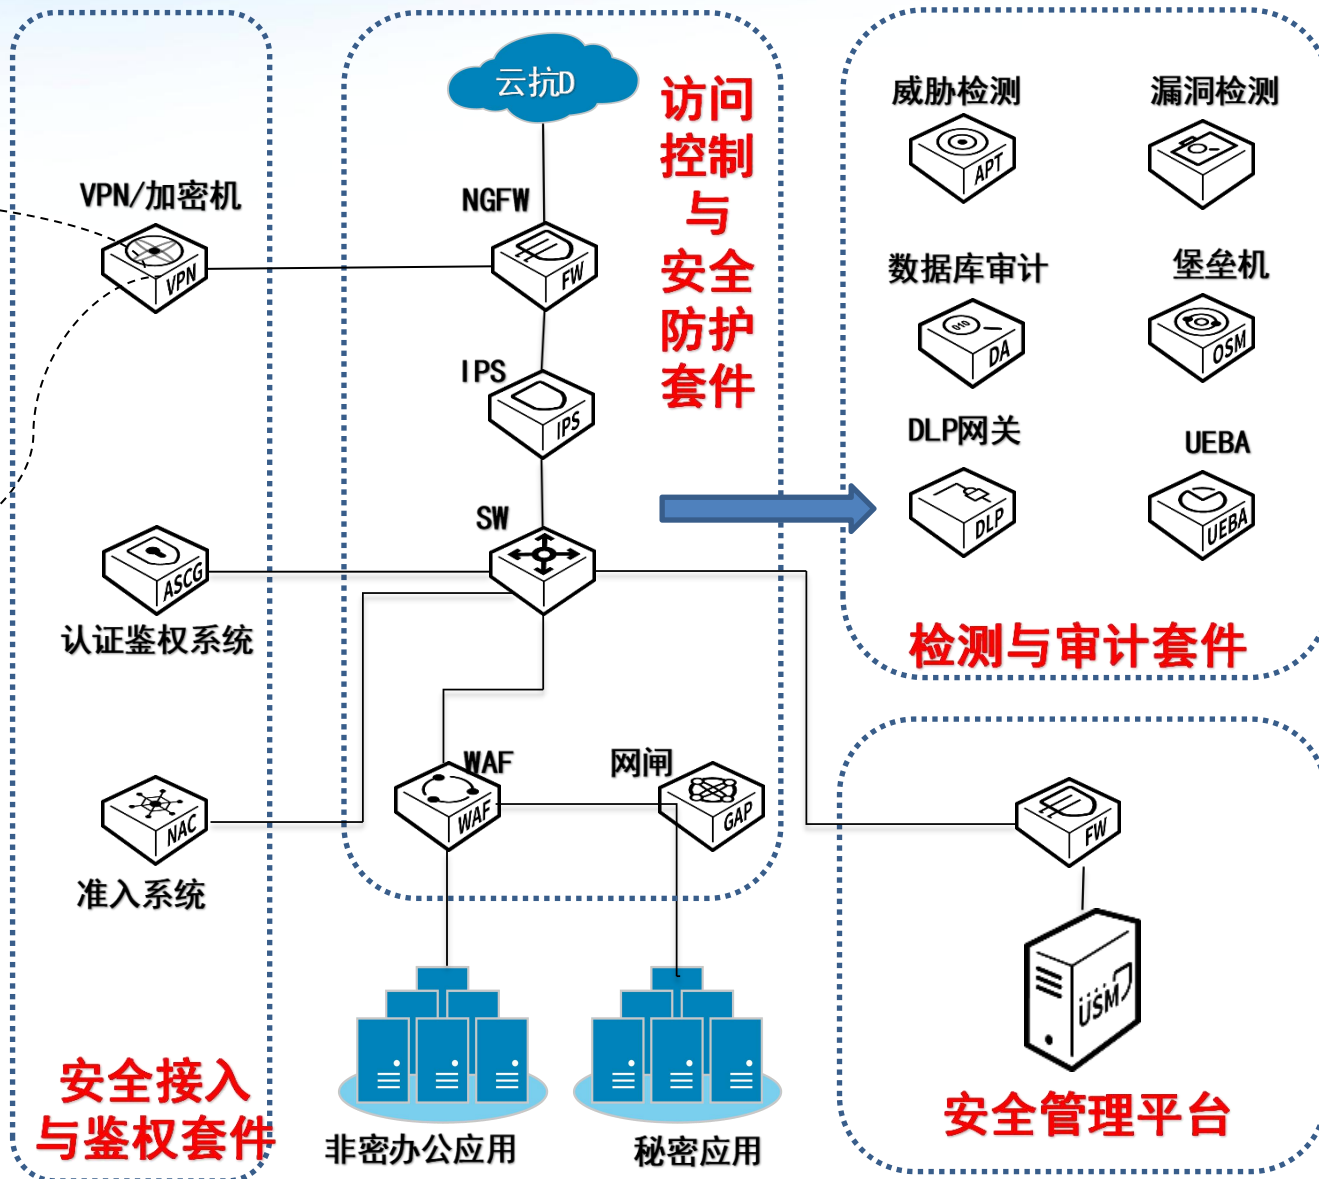 云抗D
访问
控制
与
安全
防护
套件
VPN/加密机
VPN
NGFW
FW
IPS
IPS
SW
ASCG
认证鉴权系统
NAC
准入系统
安全接入
与鉴权套件
WAF
WAF
网闸
GAP
非密办公应用
秘密应用
威胁检测
APT
漏洞检测
数据库审计
DA
堡垒机
OSM
DLP网关
DLP
UEBA
UEBA
检测与审计套件
FW
USM
安全管理平台
010